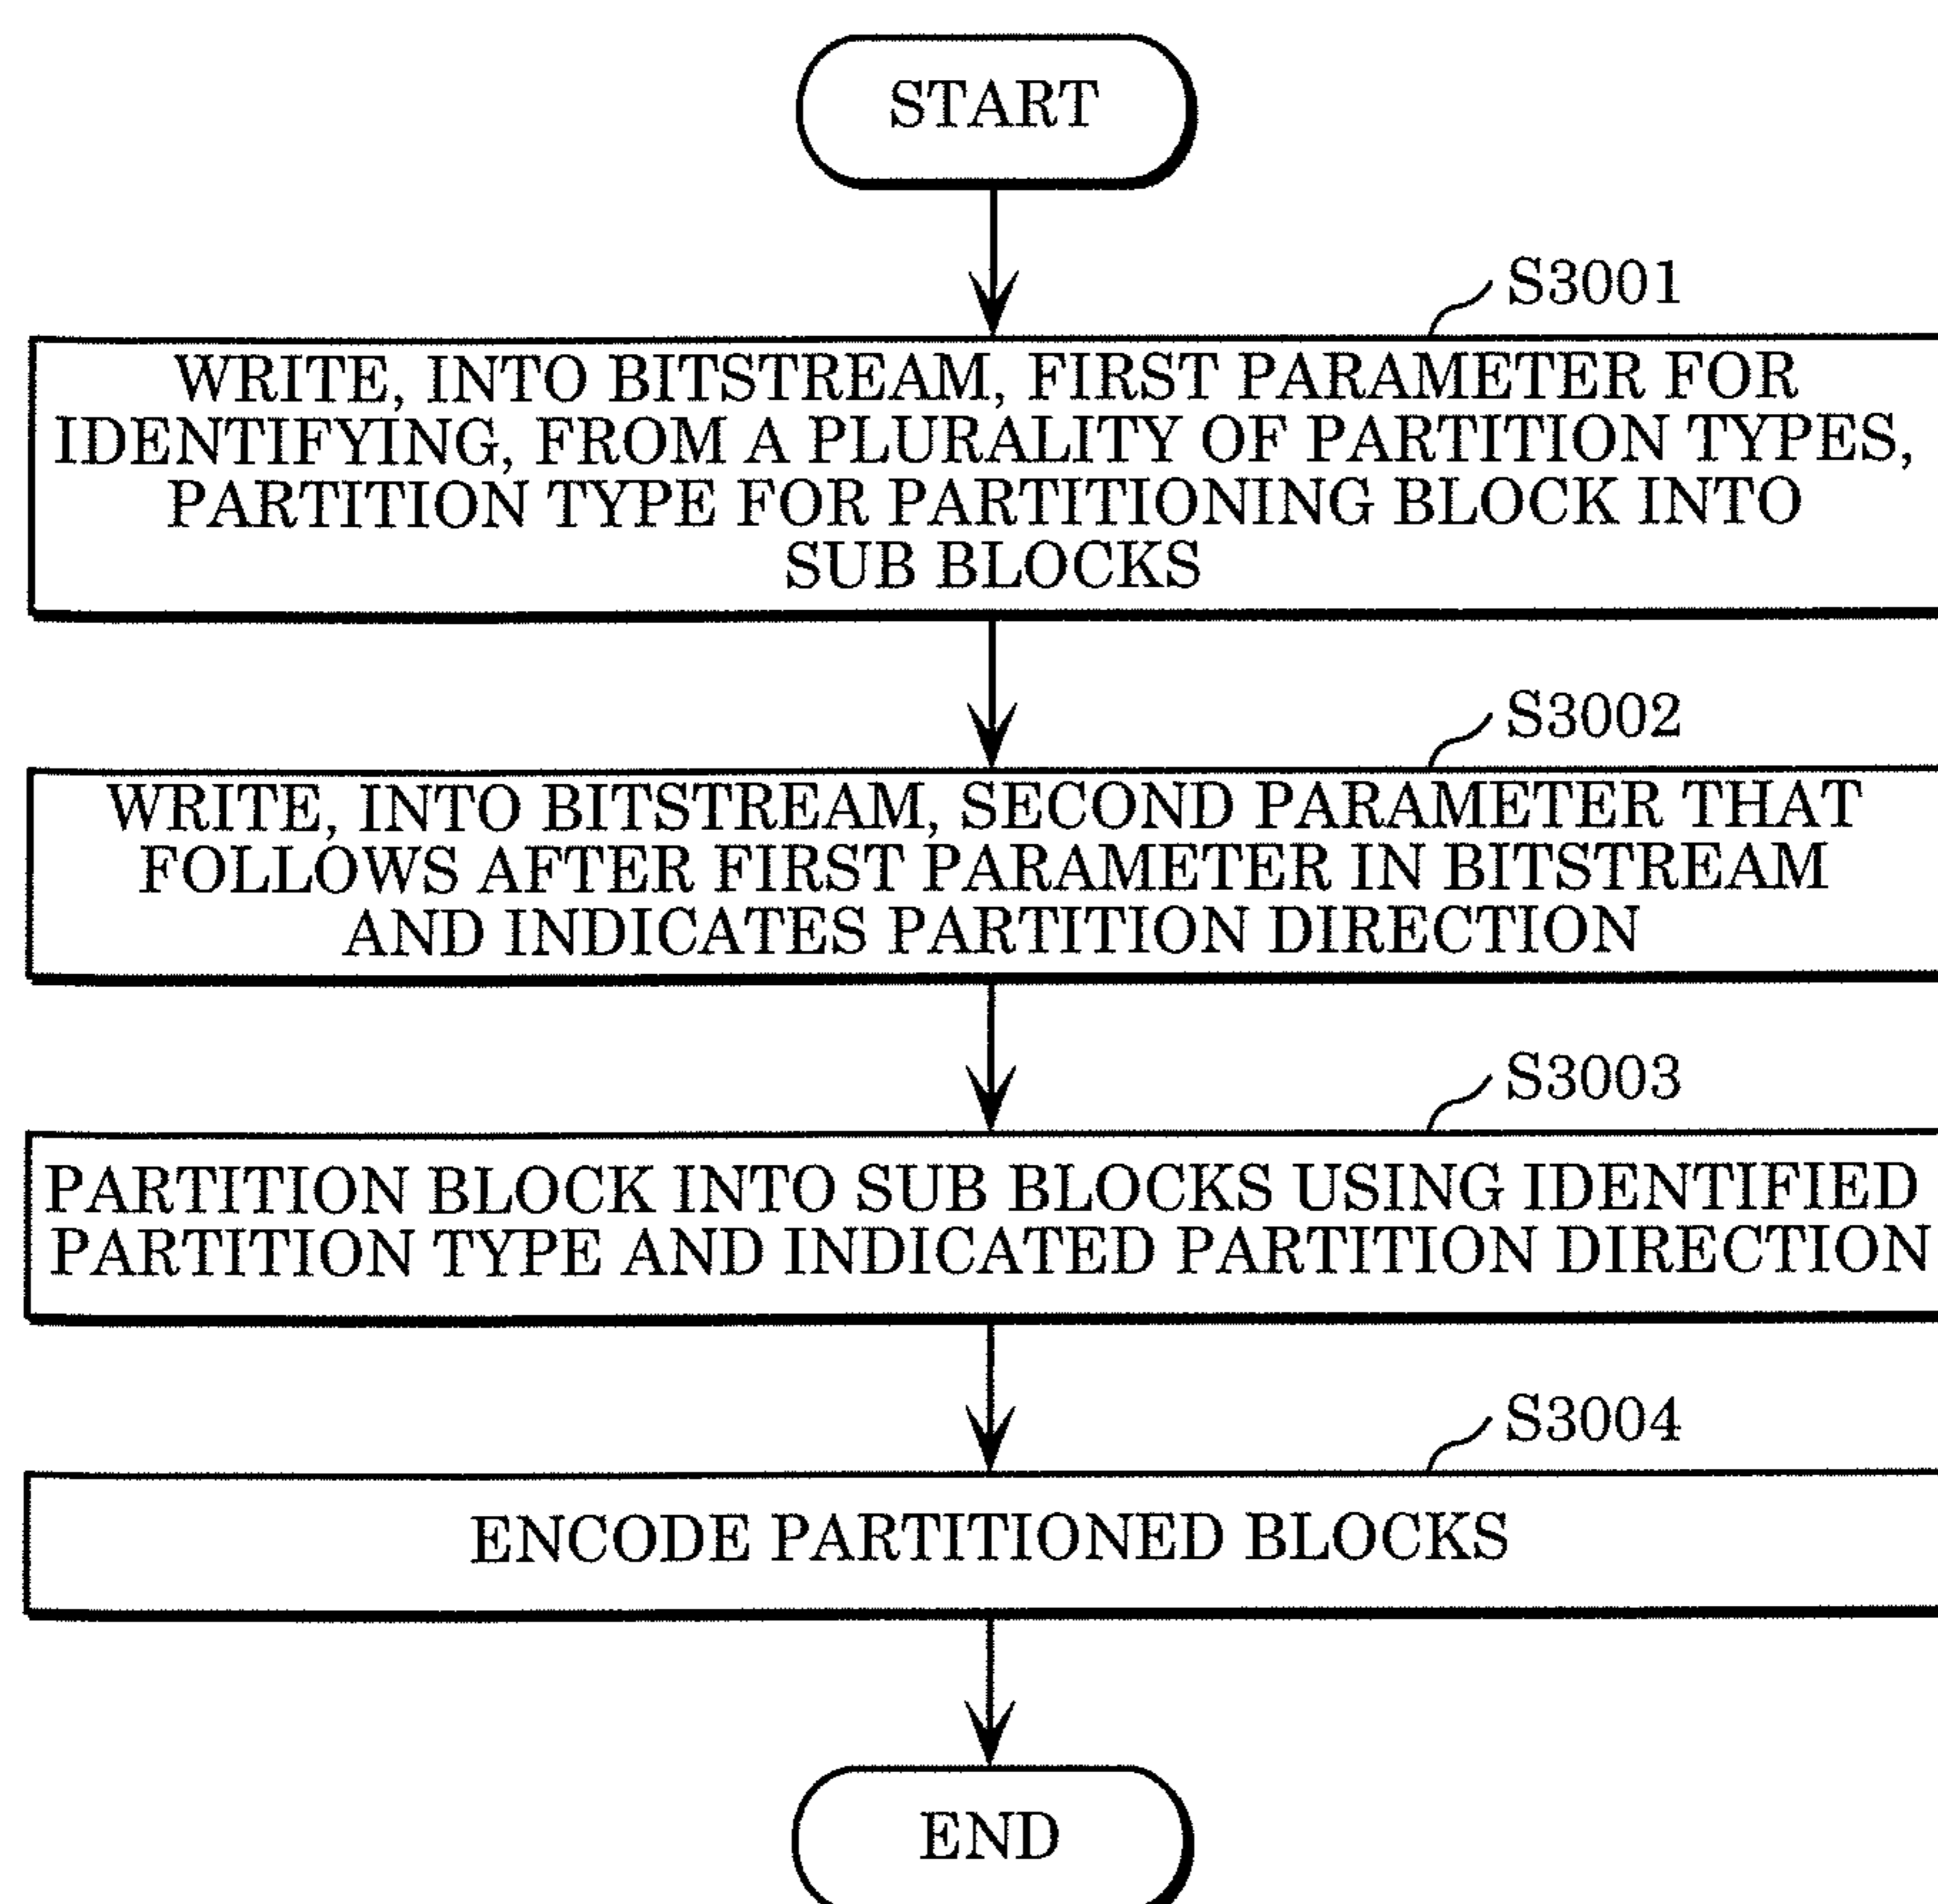 START
S3001
WRITE, INTO BITSTREAM, FIRST PARAMETER FOR
IDENTIFYING, FROM A PLURALITY OF PARTITION TYPES,
PARTITION TYPE FOR PARTITIONING BLOCK INTO
SUB BLOCKS
S3002
WRITE, INTO BITSTREAM, SECOND PARAMETER THAT
FOLLOWS AFTER FIRST PARAMETER IN BITSTREAM
AND INDICATES PARTITION DIRECTION
S3003
PARTITION BLOCK INTO SUB BLOCKS USING IDENTIFIED
PARTITION TYPE AND INDICATED PARTITION DIRECTION
S3004
ENCODE PARTITIONED BLOCKS
END